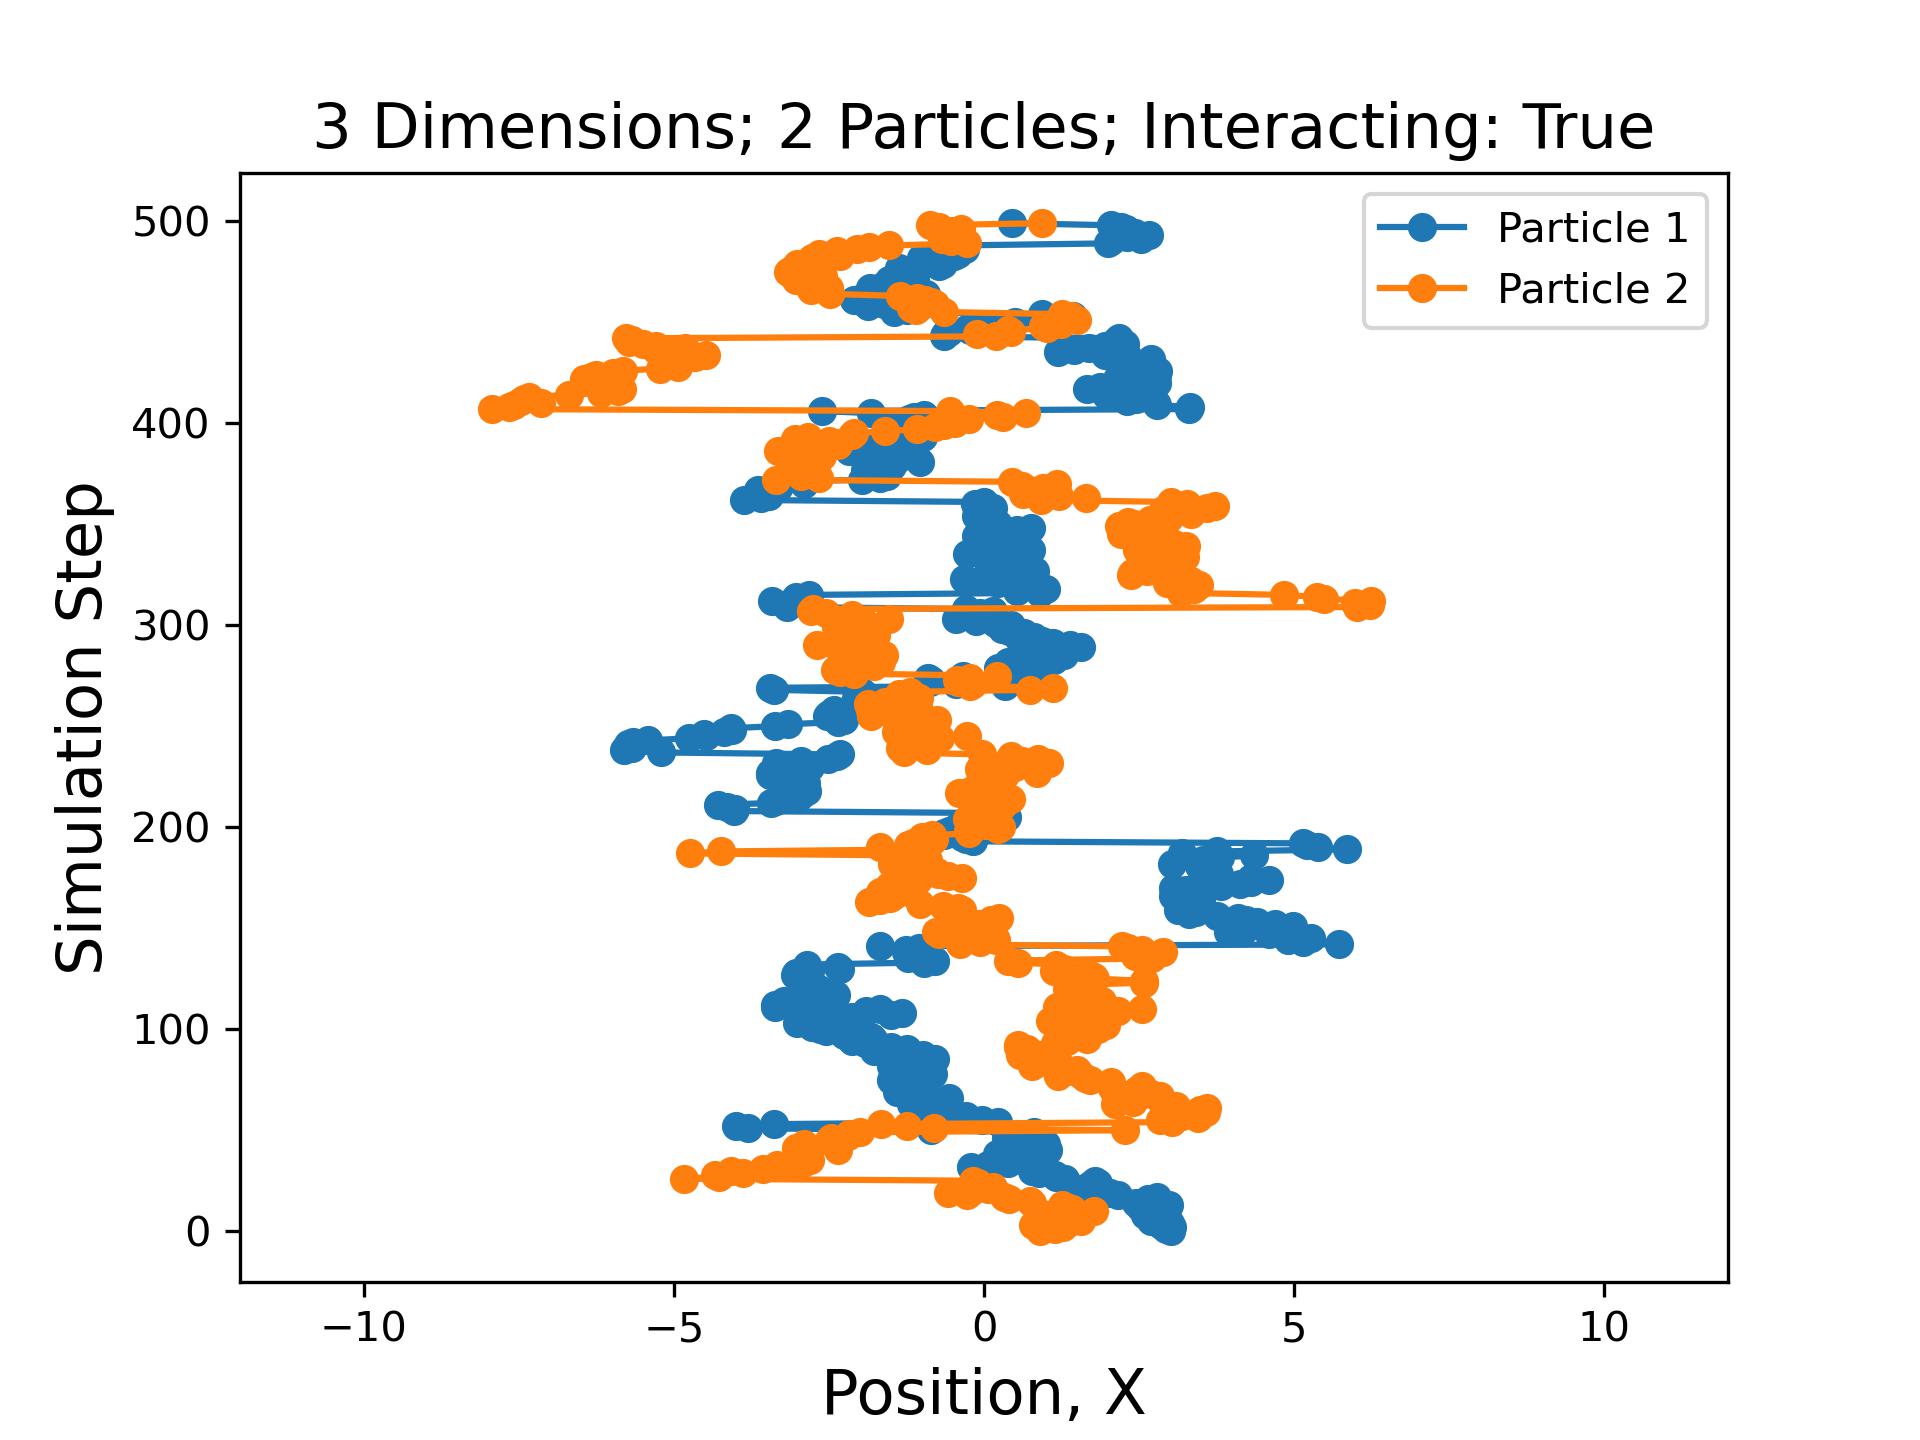 3 Dimensions; 2 Particles; Interacting: True
Particle 1
Particle 2
500
400
300
200
100
0
Simulation Step
−10
−5
0
5
10
Position, X